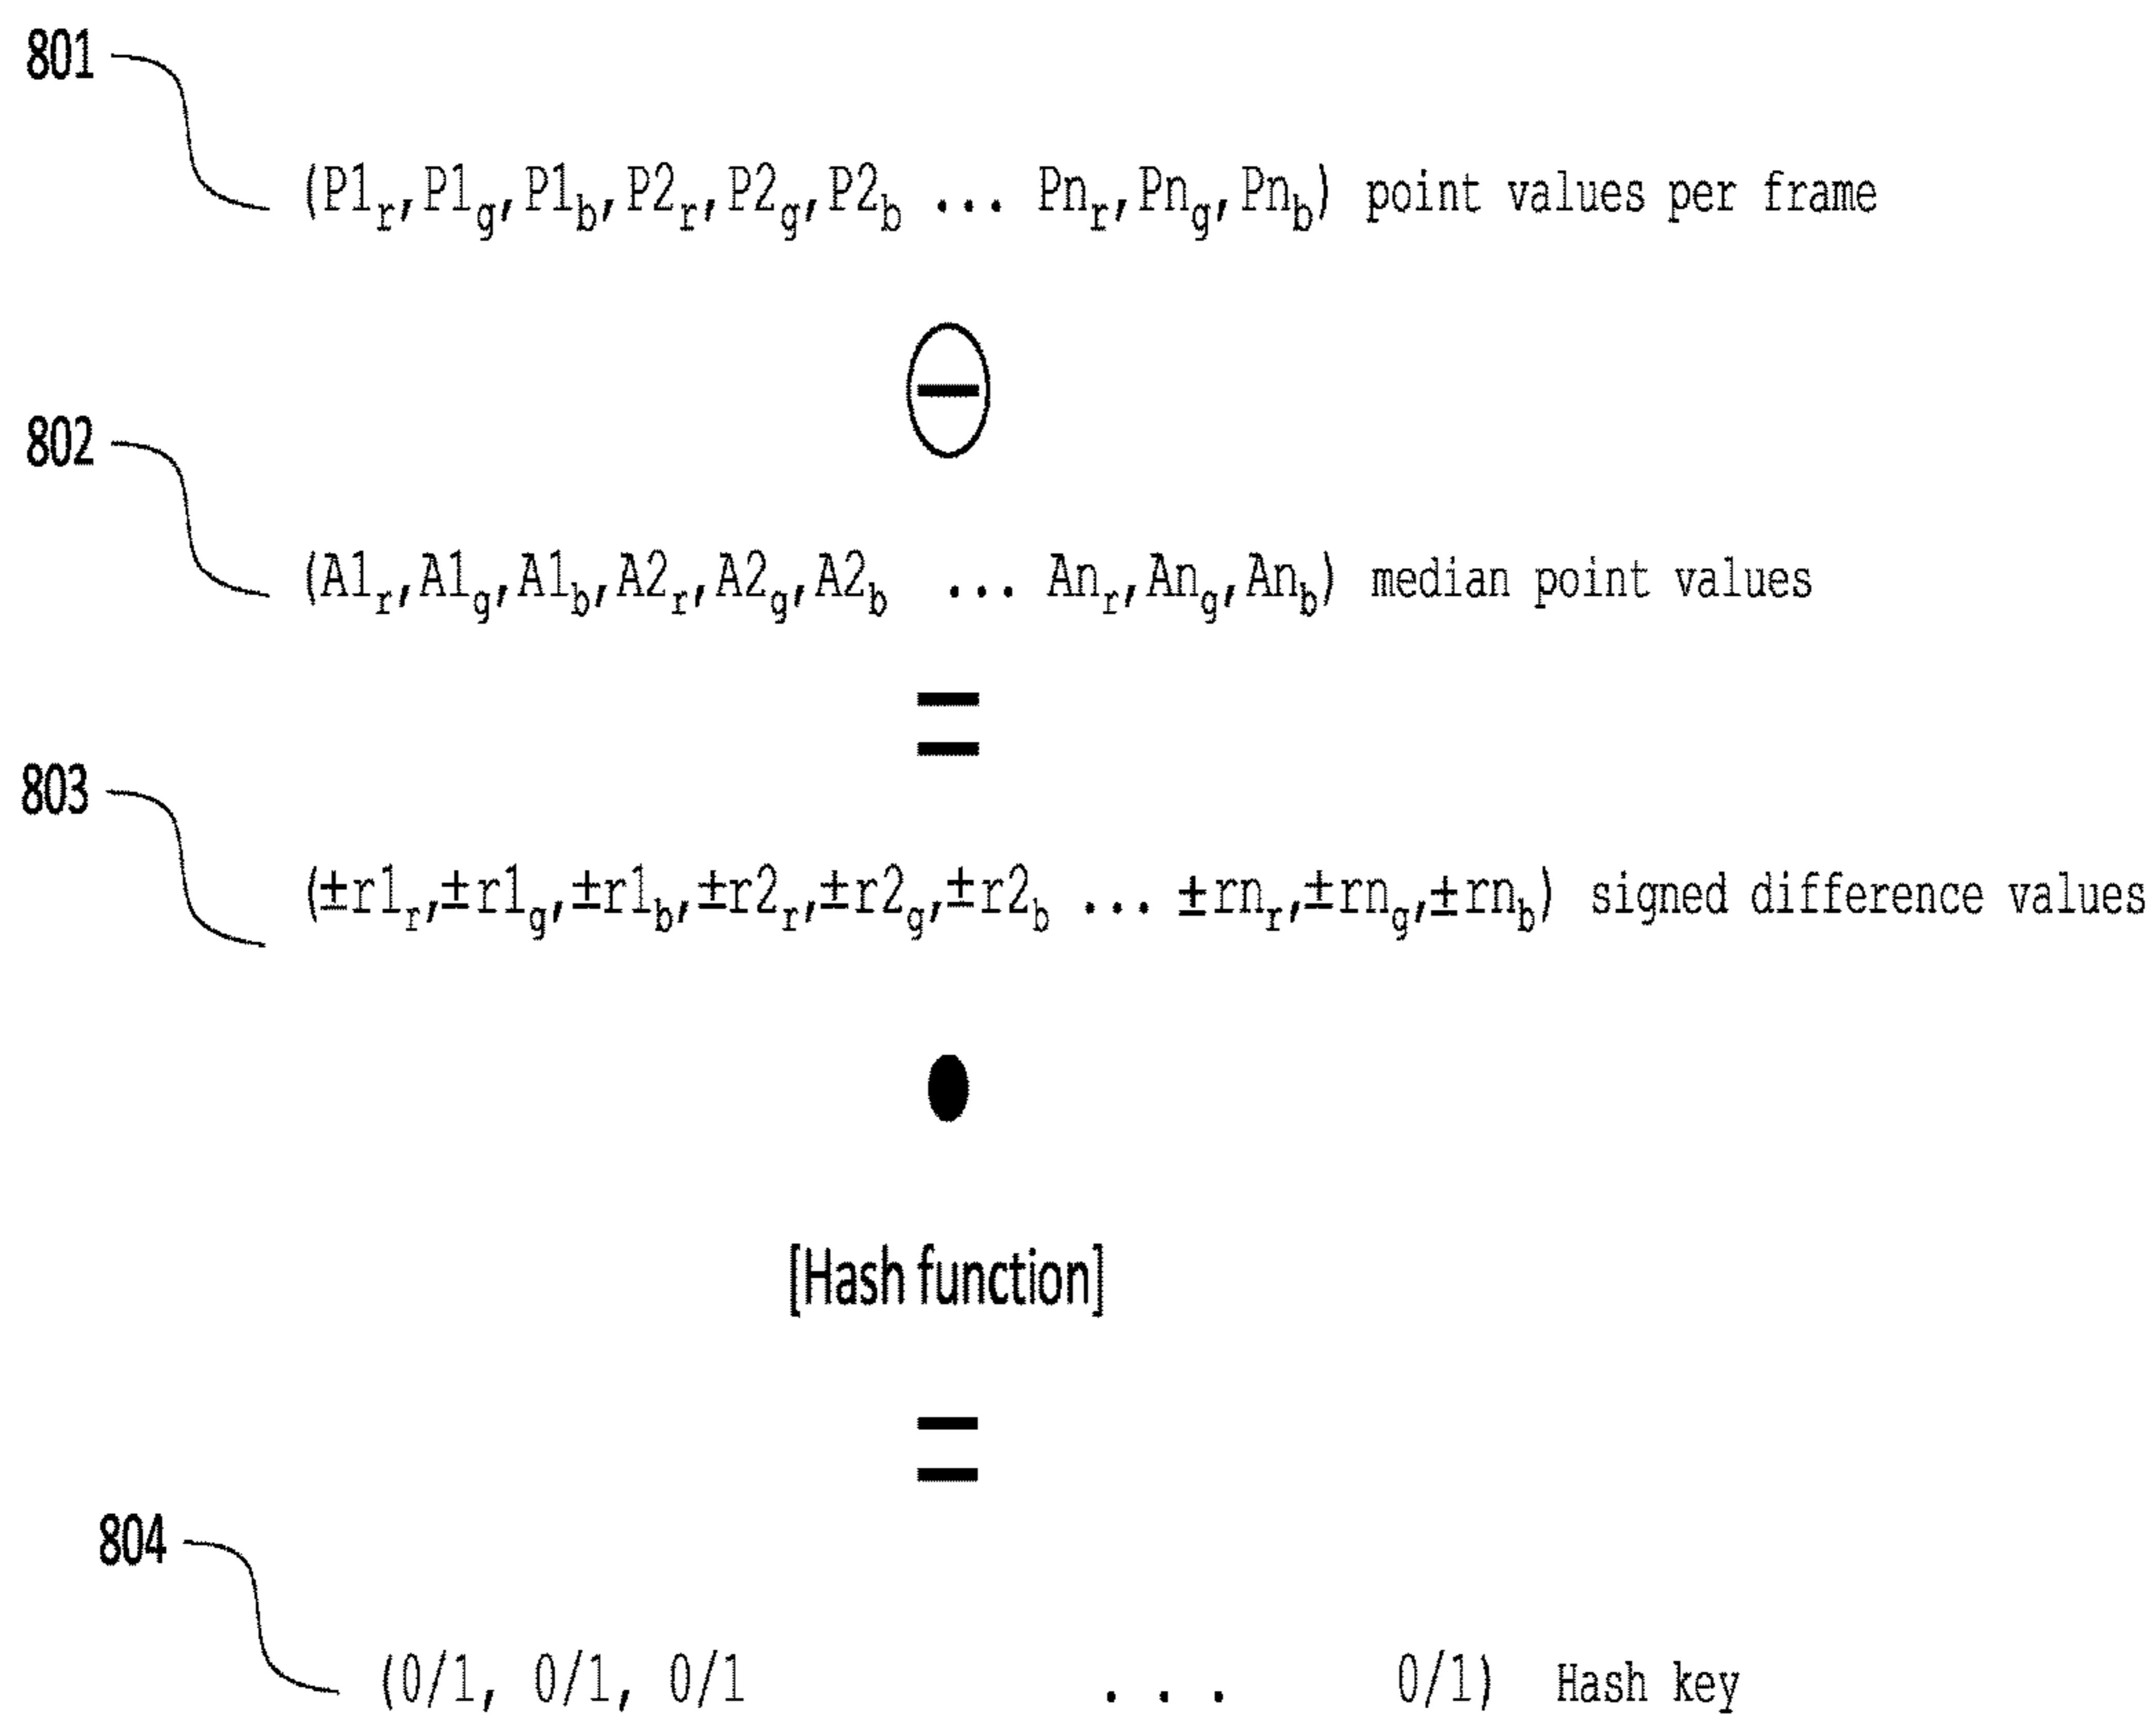 801
(P1r,P1g,P1b,P2r,P2g,P2b ... Pnr,Png,Pnb) point values per frame
⊖
802
(A1r,A1g,A1b,A2r,A2g,A2b ... Anr,Ang,Anb) median point values
=
803
(±r1r,±r1g,±r1b,±r2r,±r2g,±r2b ... ±rnr,±rng,±rnb) signed difference values
●
[Hash function]
=
804
(0/1, 0/1, 0/1 ... 0/1) Hash key